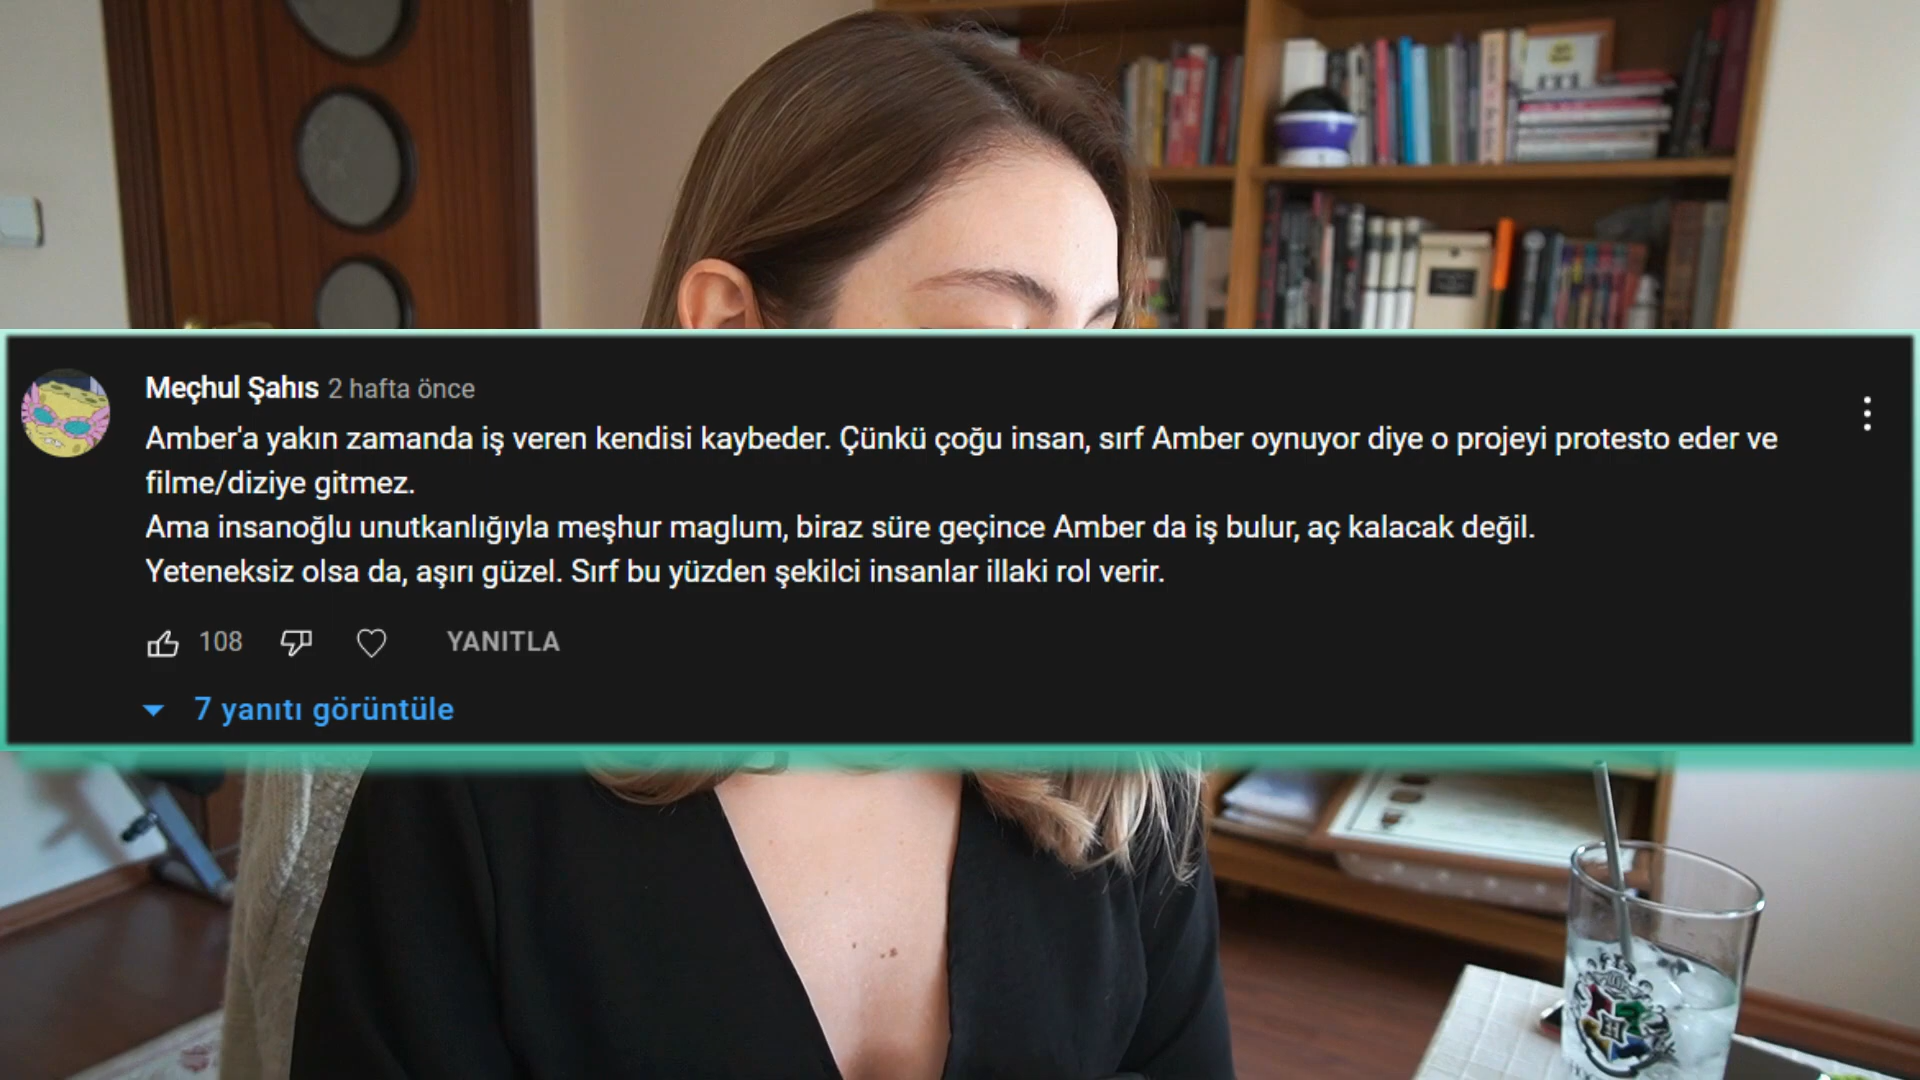 Meçhul Şahıs 2 hafta önce
Amber'a yakın zamanda iş veren kendisi kaybeder. Çünkü çoğu insan, sırf Amber oynuyor diye o projeyi protesto eder ve
filme/diziye gitmez.
Ama insanoğlu unutkanlığıyla meşhur maglum, biraz süre geçince Amber da iş bulur, aç kalacak değil.
Yeteneksiz olsa da, aşırı güzel. Sırf bu yüzden şekilci insanlar illaki rol verir.
108 YANITLA
7 yanıtı görüntüle